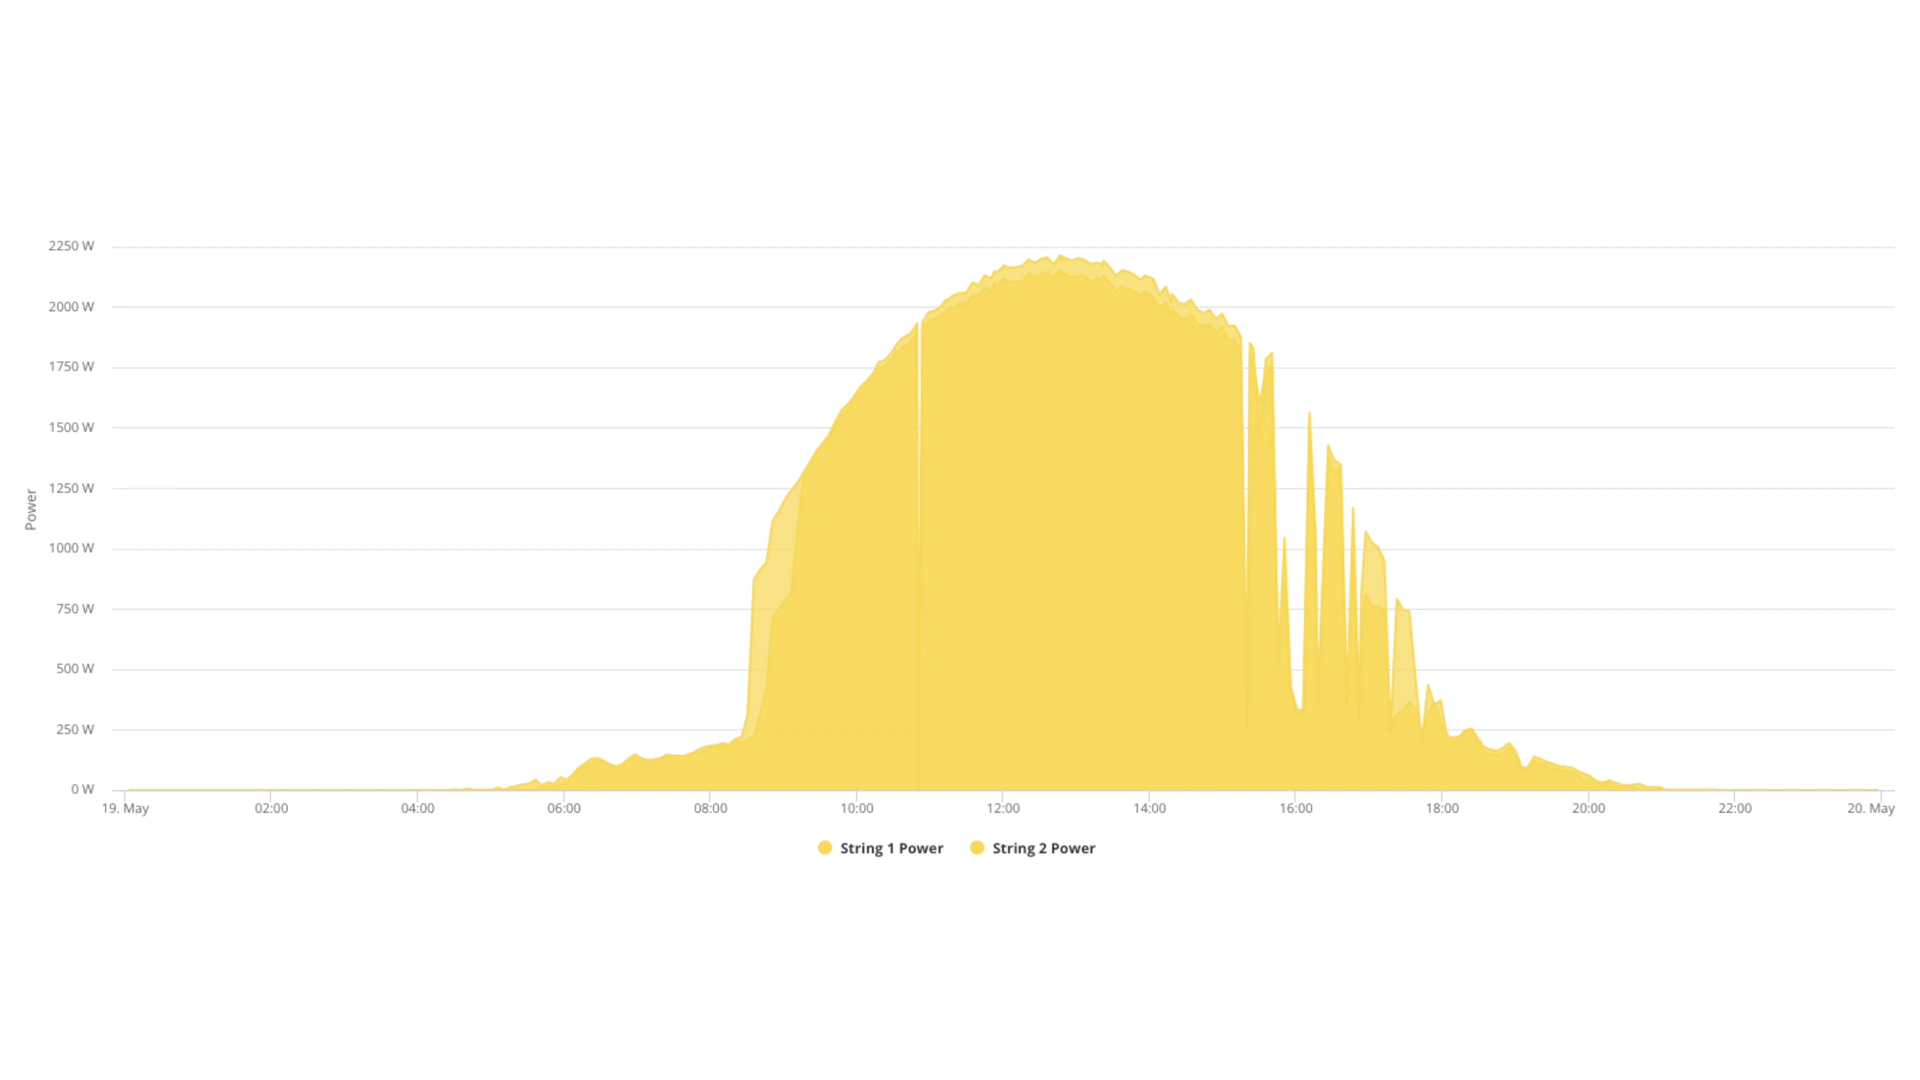 2250 W
2000 W
1750 W
1500 W
1250 W
1000 W
750 W
500 W
250 W
0 W
Power
19. May 02:00 04:00 06:00 08:00 10:00 12:00 14:00 16:00 18:00 20:00 22:00 20. May
String 1 Power String 2 Power